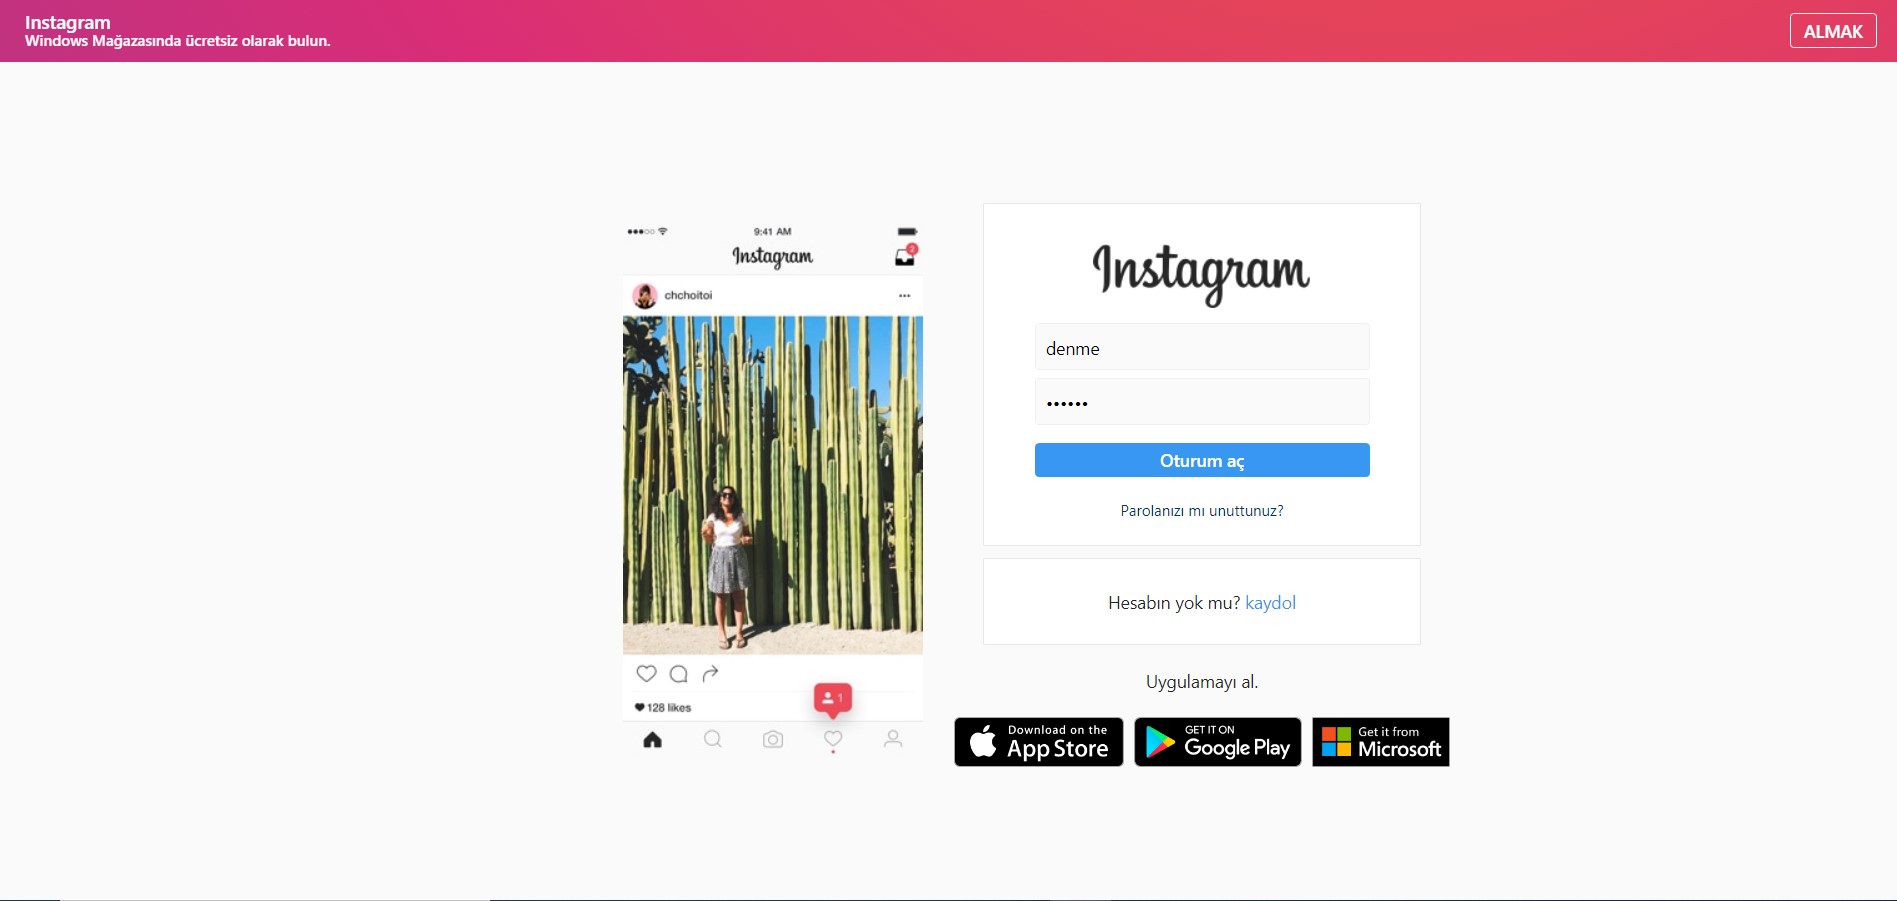 Instagram
Windows Mağazasında ücretsiz olarak bulun.
ALMAK
9:41 AM
Instagram
2
chchoitoi
1
128 likes
Instagram
denme
••••••
Oturum aç
Parolanızı mı unuttunuz?
Hesabın yok mu? kaydol
Uygulamayı al.
Download on the
App Store
GET IT ON
Google Play
Get it from
Microsoft